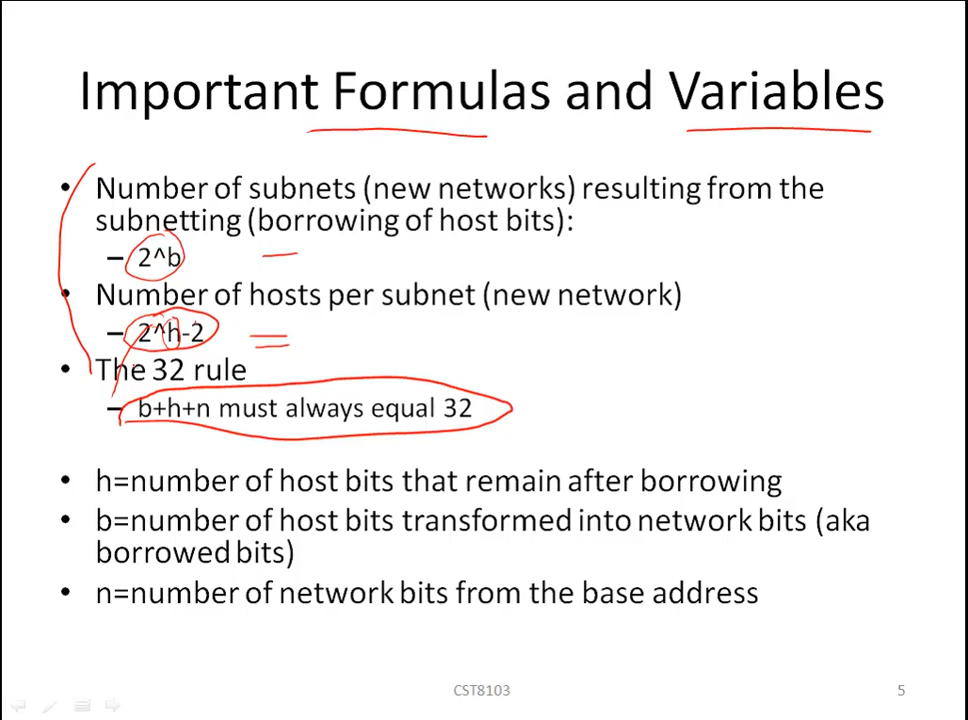 Important Formulas and Variables
• Number of subnets (new networks) resulting from the
subnetting (borrowing of host bits):
– 2^b
• Number of hosts per subnet (new network)
– 2^h-2
• The 32 rule
– b+h+n must always equal 32
• h=number of host bits that remain after borrowing
• b=number of host bits transformed into network bits (aka
borrowed bits)
• n=number of network bits from the base address
CST8103
5